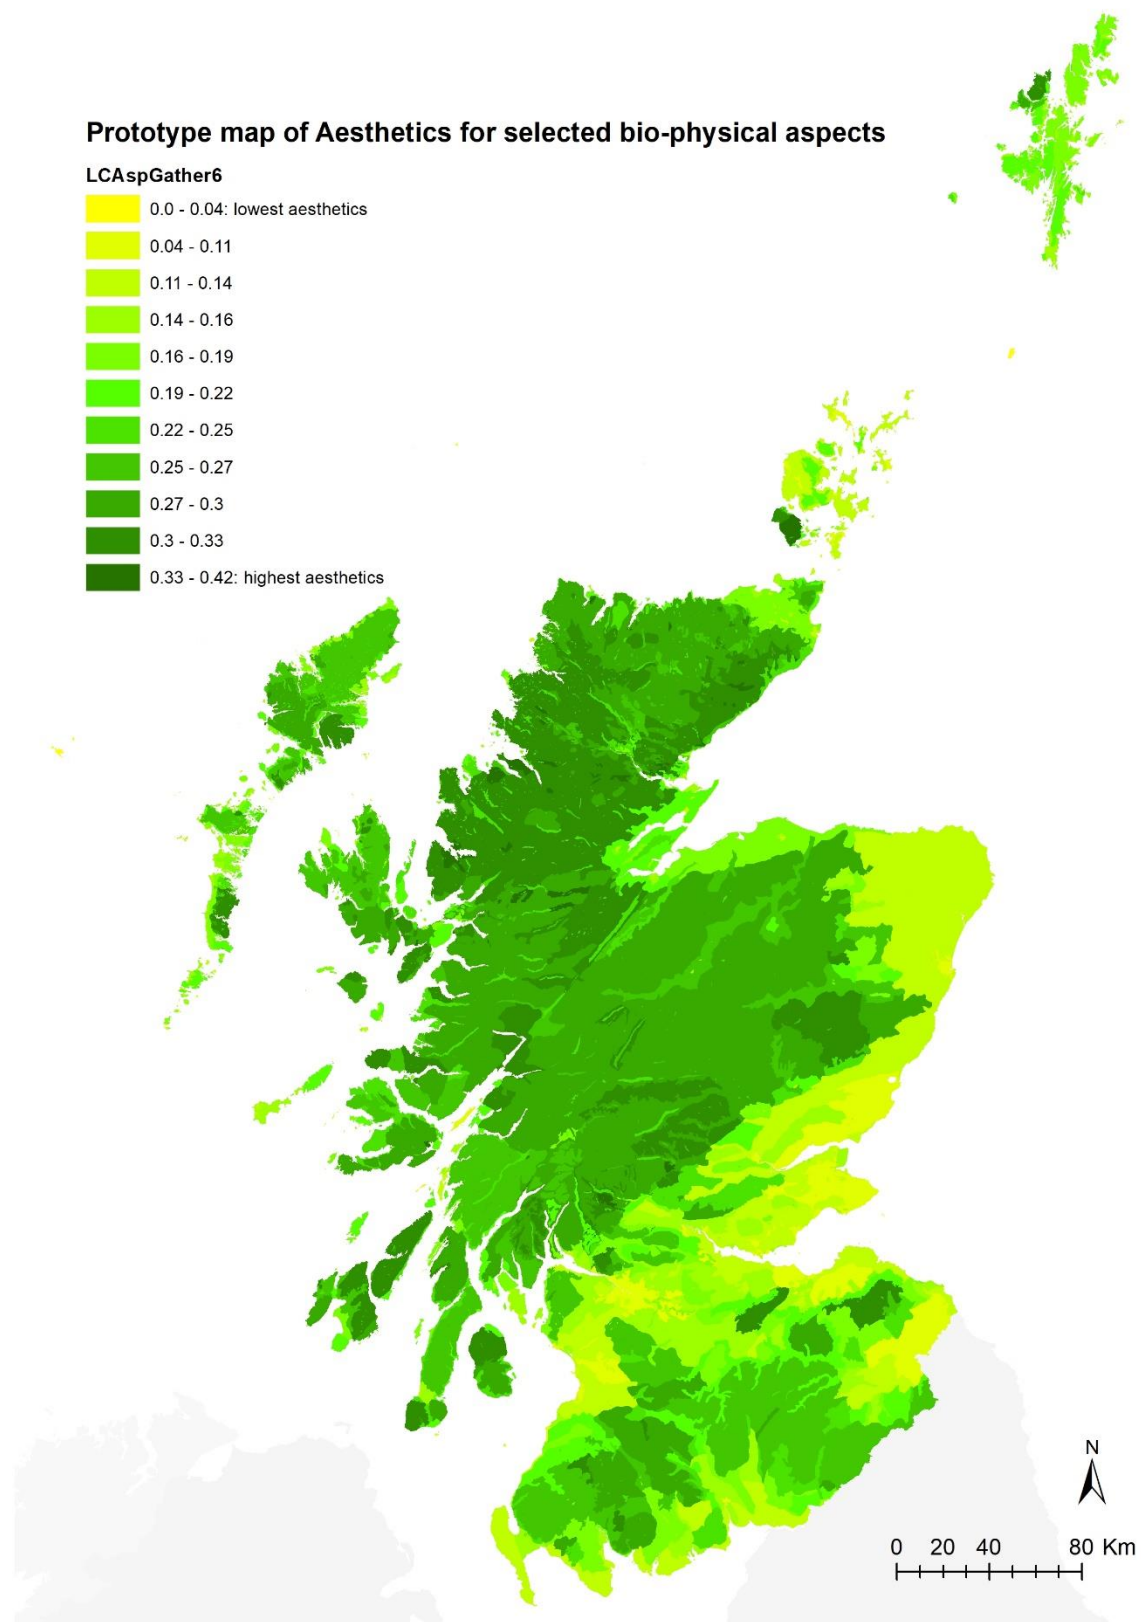 Prototype map of Aesthetics for selected bio-physical aspects
LCAspGather6
0.0 - 0.04: lowest aesthetics
0.04 - 0.11
0.11 - 0.14
0.14 - 0.16
0.16 - 0.19
0.19 - 0.22
0.22 - 0.25
0.25 - 0.27
0.27 - 0.3
0.3 - 0.33
0.33 - 0.42: highest aesthetics
N
0 20 40 80 Km